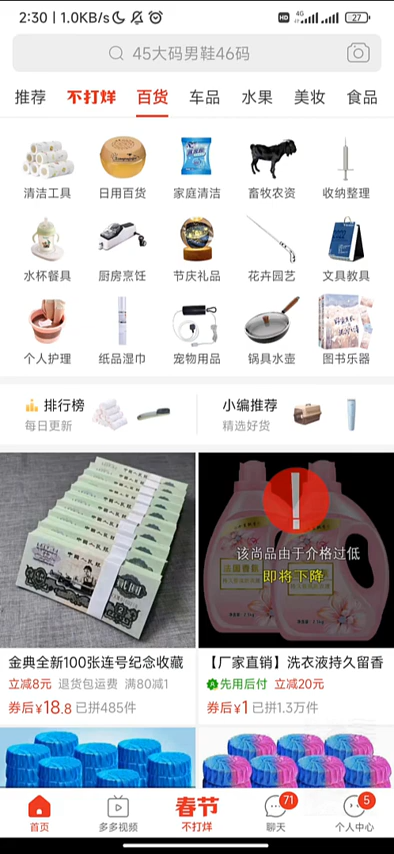 2:30 | 1.0KB/s
HD 4G 27
45大码男鞋46码
推荐 不打烊 百货 车品 水果 美妆 食品
清洁工具 日用百货 家庭清洁 畜牧农资 收纳整理
水杯餐具 厨房烹饪 节庆礼品 花卉园艺 文具教具
个人护理 纸品湿巾 宠物用品 锅具水壶 图书乐器
排行榜
每日更新
小编推荐
精选好货
中国人民银行
该尚品由于介格过低
即将下降
金典全新100张连号纪念收藏
立减8元 退货包运费 满80减1
券后¥18.8 已拼485件
【厂家直销】洗衣液持久留香
先用后付 立减20元
券后¥1 已拼1.3万件
首页
多多视频
春节
不打烊
71
聊天
5
个人中心